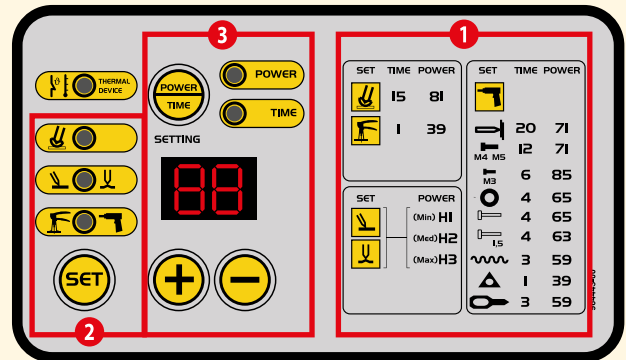 3
1
THERMAL
DEVICE
POWER
TIME
POWER
TIME
SETTING
88
SET
2
SET TIME POWER
15 81
1 39
SET POWER
(Min) H1
(Med) H2
(Max) H3
SET TIME POWER
20 71
M4 M5 12 71
M3 6 85
4 65
4 65
1,5 4 63
3 59
1 39
3 59